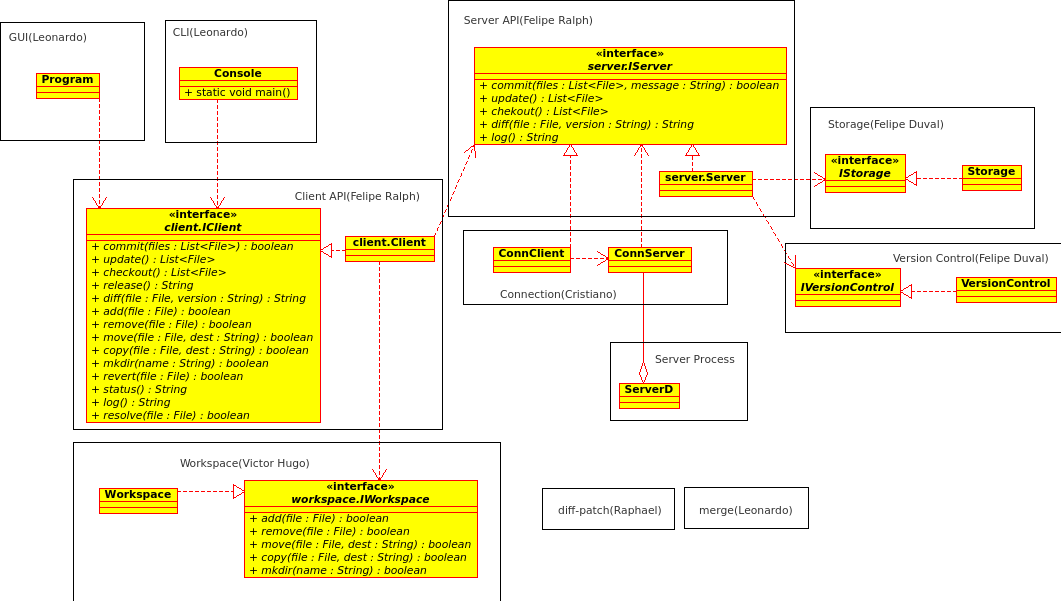 GUI(Leonardo)
Program
CLI(Leonardo)
Console
+ static void main()
Server API(Felipe Ralph)
«interface»
server.IServer
+ commit(files : List<File>, message : String) : boolean
+ update() : List<File>
+ chekout() : List<File>
+ diff(file : File, version : String) : String
+ log() : String
server.Server
Storage(Felipe Duval)
«interface»
IStorage
Storage
Client API(Felipe Ralph)
«interface»
client.IClient
+ commit(files : List<File>) : boolean
+ update() : List<File>
+ checkout() : List<File>
+ release() : String
+ diff(file : File, version : String) : String
+ add(file : File) : boolean
+ remove(file : File) : boolean
+ move(file : File, dest : String) : boolean
+ copy(file : File, dest : String) : boolean
+ mkdir(name : String) : boolean
+ revert(file : File) : boolean
+ status() : String
+ log() : String
+ resolve(file : File) : boolean
client.Client
ConnClient
ConnServer
Connection(Cristiano)
Version Control(Felipe Duval)
«interface»
IVersionControl
VersionControl
Server Process
ServerD
Workspace(Victor Hugo)
Workspace
«interface»
workspace.IWorkspace
+ add(file : File) : boolean
+ remove(file : File) : boolean
+ move(file : File, dest : String) : boolean
+ copy(file : File, dest : String) : boolean
+ mkdir(name : String) : boolean
diff-patch(Raphael)
merge(Leonardo)